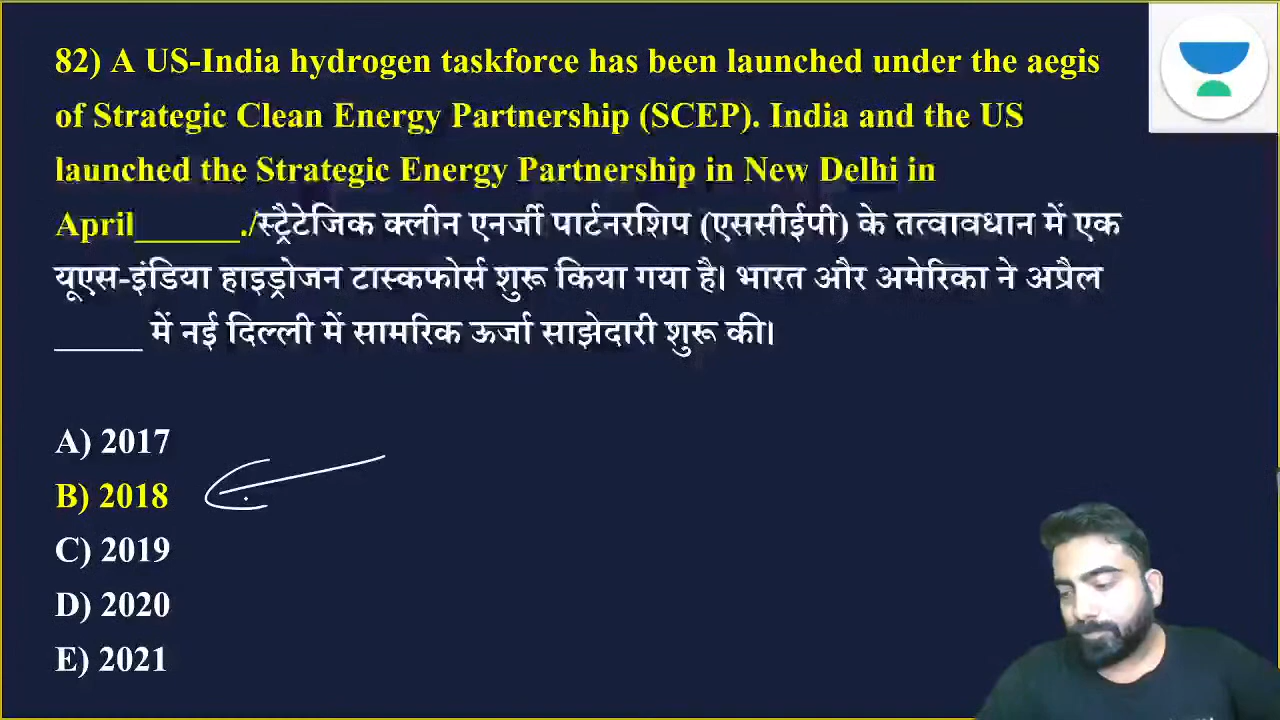 82) A US-India hydrogen taskforce has been launched under the aegis
of Strategic Clean Energy Partnership (SCEP). India and the US
launched the Strategic Energy Partnership in New Delhi in
April______./स्ट्रैटेजिक क्लीन एनर्जी पार्टनरशिप (एससीईपी) के तत्वावधान में एक
यूएस-इंडिया हाइड्रोजन टास्कफोर्स शुरू किया गया है। भारत और अमेरिका ने अप्रैल
_____ में नई दिल्ली में सामरिक ऊर्जा साझेदारी शुरू की।
A) 2017
B) 2018
C) 2019
D) 2020
E) 2021